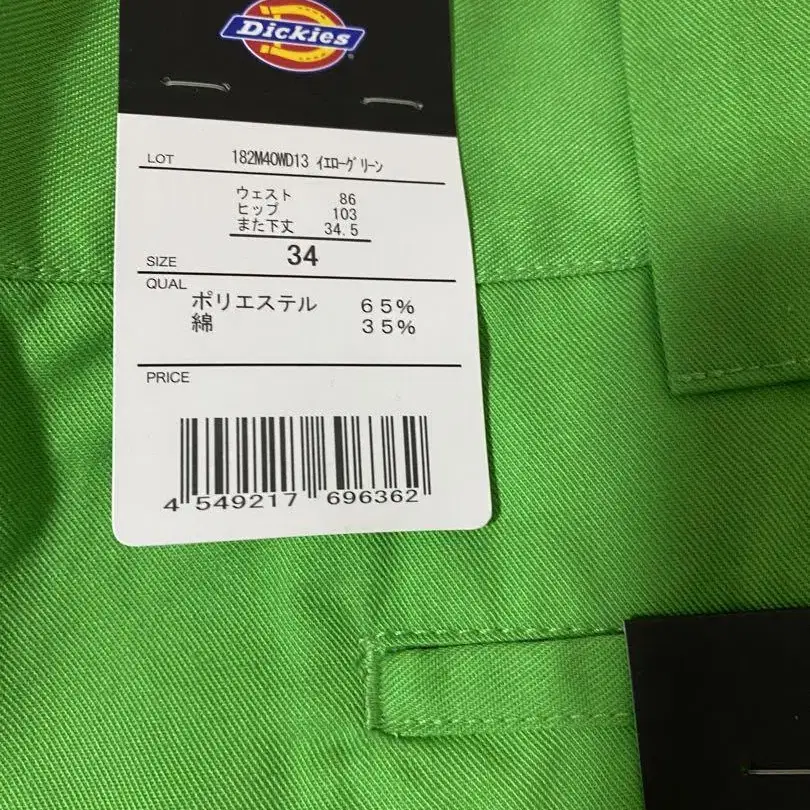 Dickies
LOT 182M40WD13 ｲｴﾛｰｸﾞﾘｰﾝ
ウェスト 86
ヒップ 103
また下丈 34.5
SIZE 34
QUAL
ポリエステル 65%
綿 35%
PRICE
4 549217 696362